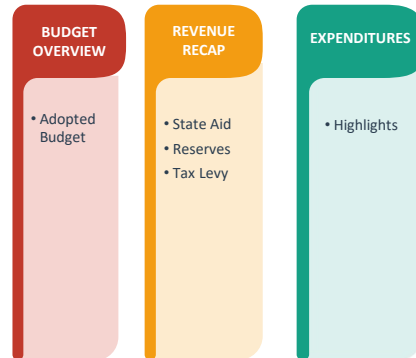 BUDGET
OVERVIEW
• Adopted
Budget
REVENUE
RECAP
• State Aid
• Reserves
• Tax Levy
EXPENDITURES
• Highlights